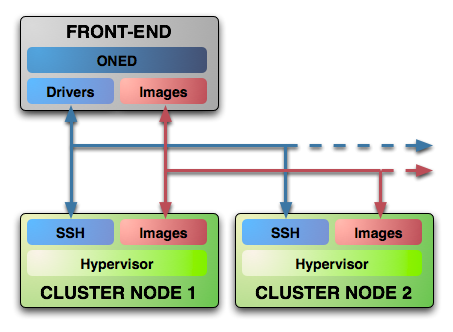 FRONT-END
ONED
Drivers Images
SSH Images SSH Images
Hypervisor Hypervisor
CLUSTER NODE 1 CLUSTER NODE 2